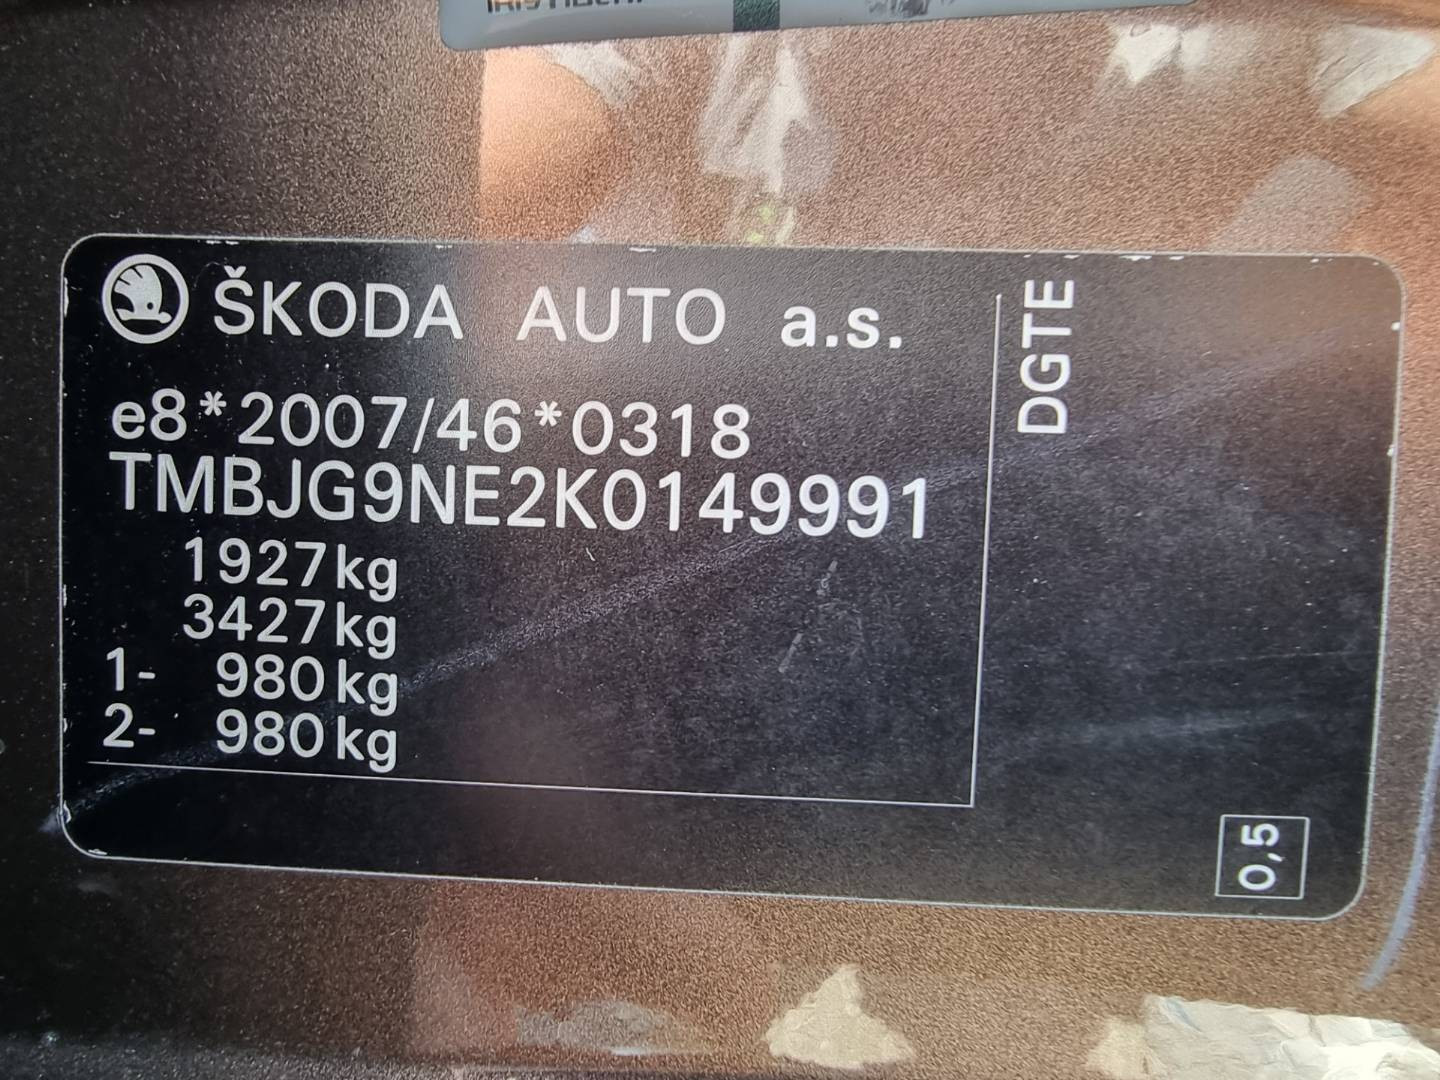 ŠKODA AUTO a.s.
e8*2007/46*0318
TMBJG9NE2K0149991
1927kg
3427kg
1- 980kg
2- 980kg
DGTE
0,5